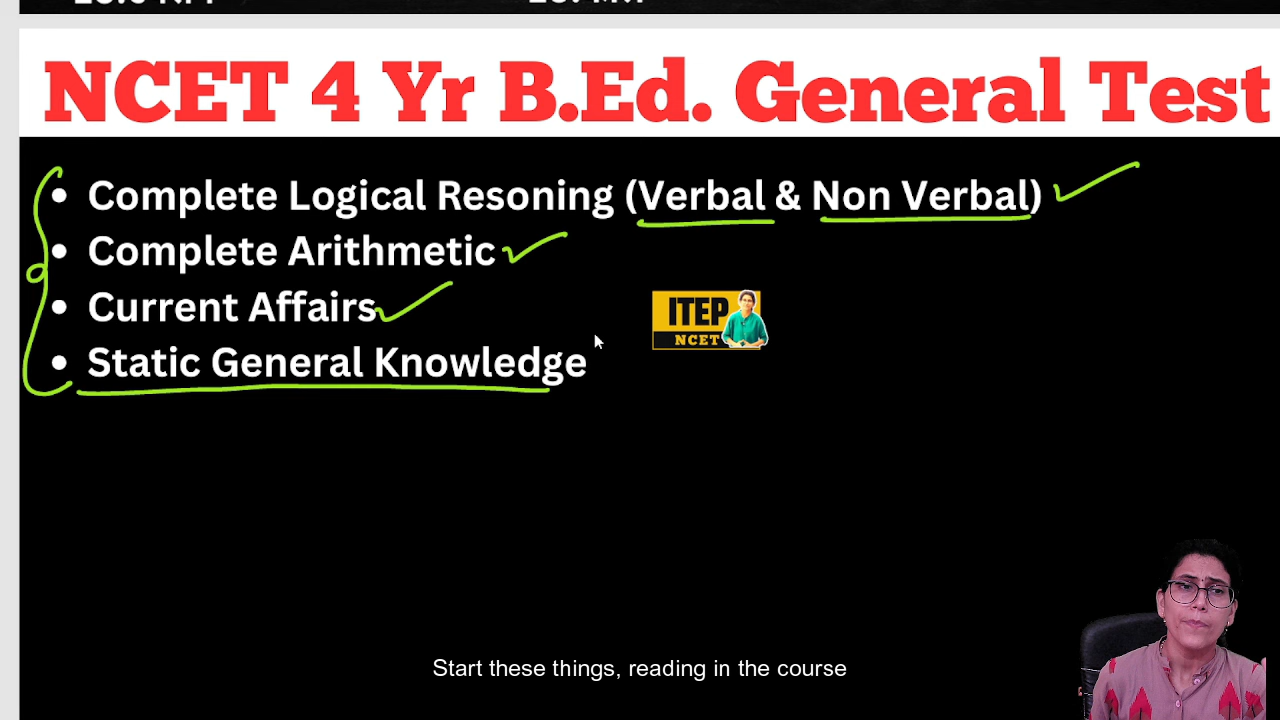 NCET 4 Yr B.Ed. General Test
• Complete Logical Resoning (Verbal & Non Verbal)
• Complete Arithmetic
• Current Affairs
• Static General Knowledge
ITEP
NCET
Start these things, reading in the course